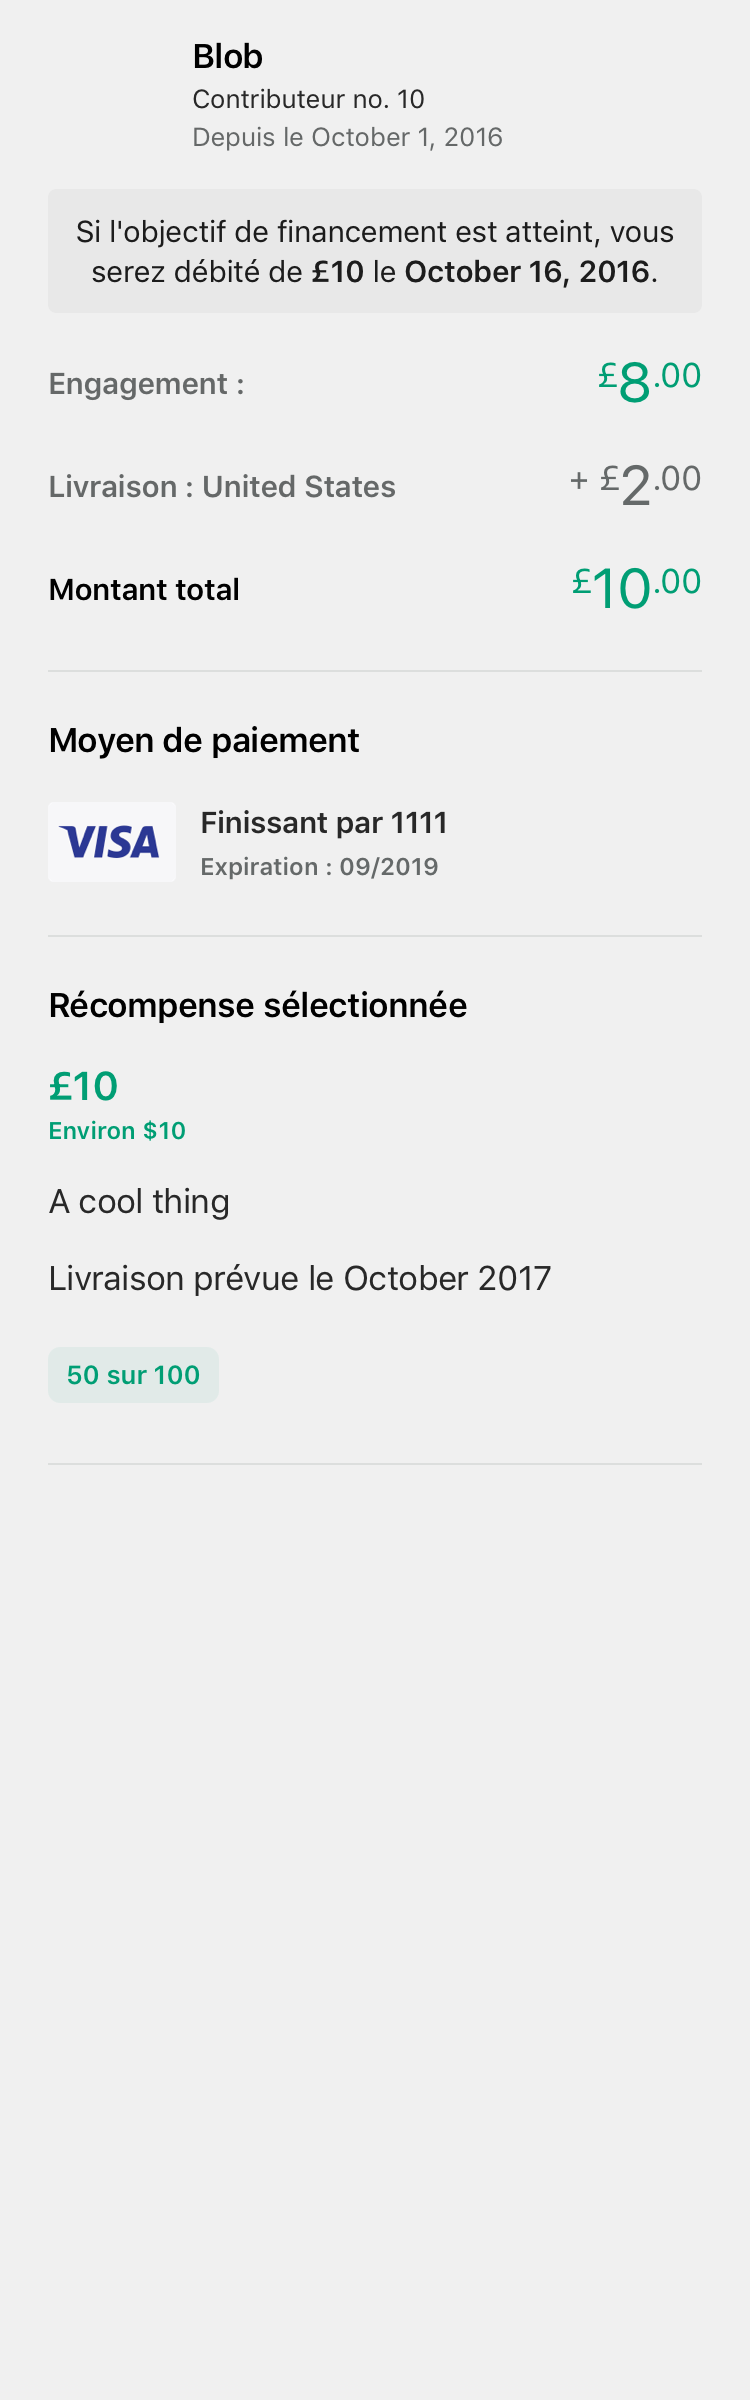 Blob
Contributeur no. 10
Depuis le October 1, 2016
Si l'objectif de financement est atteint, vous
serez débité de £10 le October 16, 2016.
Engagement :
£8.00
Livraison : United States
+ £2.00
Montant total
£10.00
Moyen de paiement
VISA
Finissant par 1111
Expiration : 09/2019
Récompense sélectionnée
£10
Environ $10
A cool thing
Livraison prévue le October 2017
50 sur 100